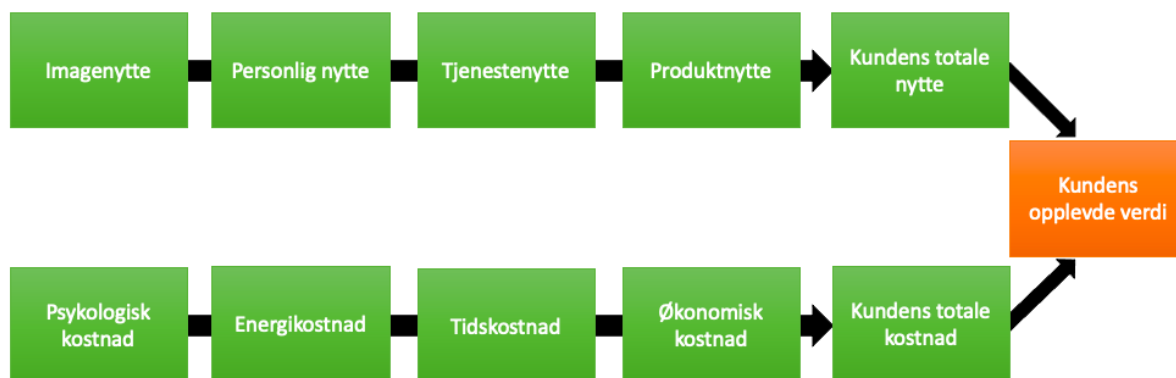 Imagenytte
Personlig nytte
Tjenestenytte
Produktnytte
Kundens totale
nytte
Kundens
opplevde verdi
Psykologisk
kostnad
Energikostnad
Tidskostnad
Økonomisk
kostnad
Kundens totale
kostnad